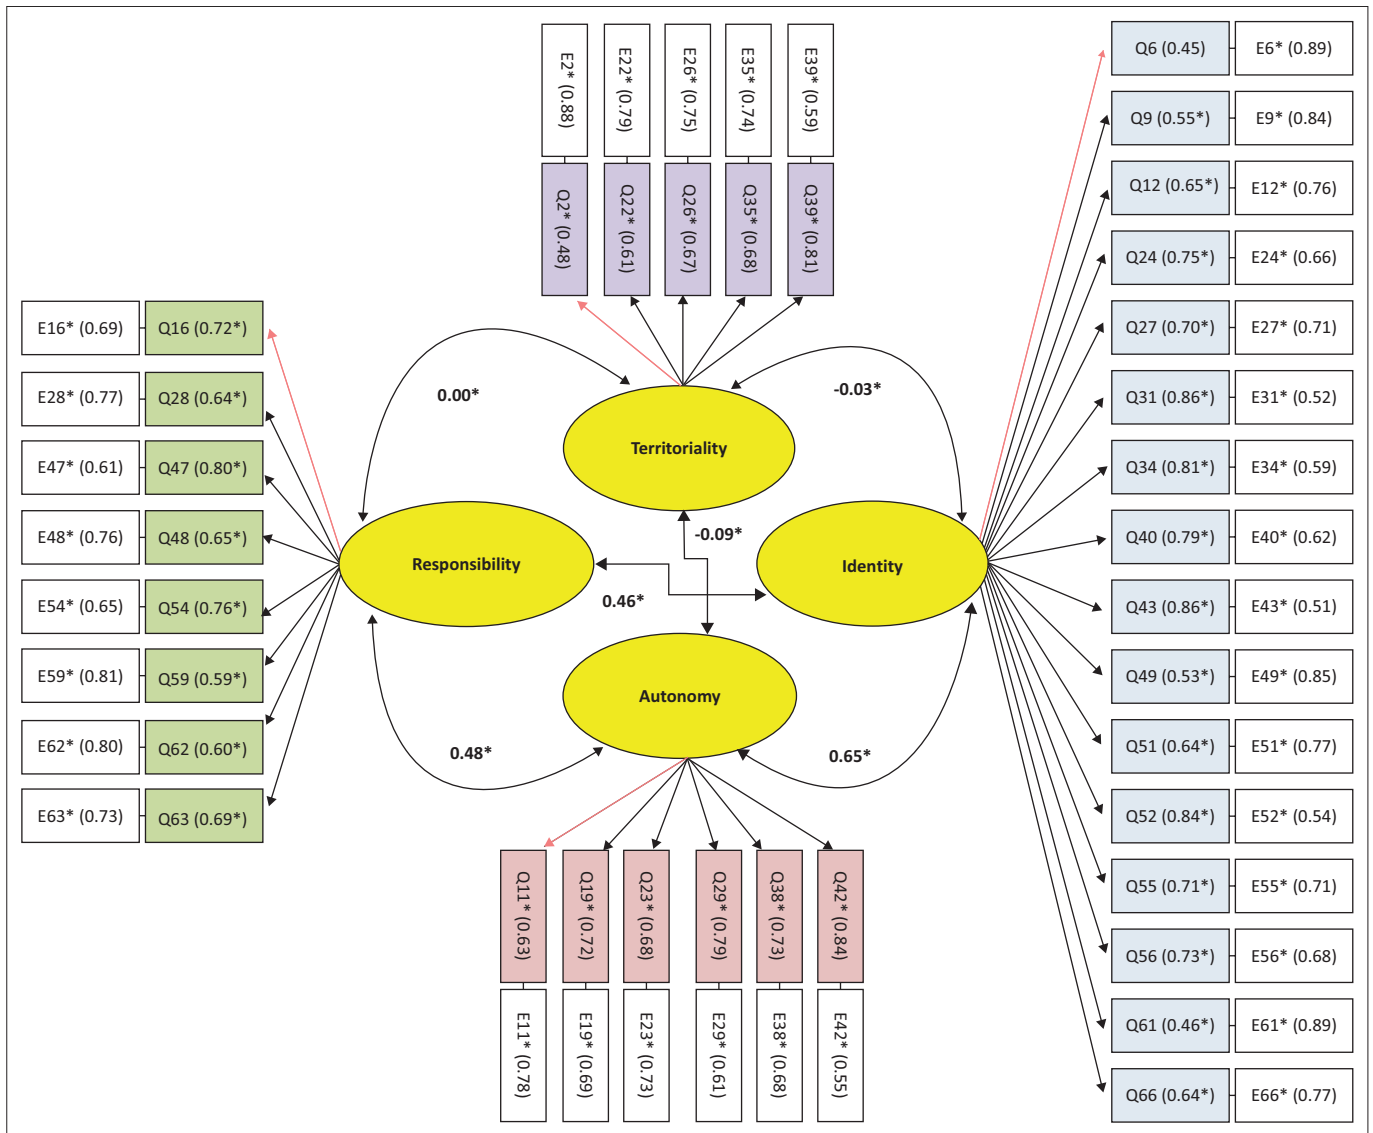 E2* (0.88)
E22* (0.79)
E26* (0.75)
E35* (0.74)
E39* (0.59)
Q2* (0.48)
Q22* (0.61)
Q26* (0.67)
Q35* (0.68)
Q39* (0.81)
E16* (0.69) Q16 (0.72*)
E28* (0.77) Q28 (0.64*)
E47* (0.61) Q47 (0.80*)
E48* (0.76) Q48 (0.65*)
E54* (0.65) Q54 (0.76*)
E59* (0.81) Q59 (0.59*)
E62* (0.80) Q62 (0.60*)
E63* (0.73) Q63 (0.69*)
0.00*
-0.03*
Territoriality
-0.09*
Responsibility
Identity
0.46*
Autonomy
0.48*
0.65*
Q6 (0.45) E6* (0.89)
Q9 (0.55*) E9* (0.84)
Q12 (0.65*) E12* (0.76)
Q24 (0.75*) E24* (0.66)
Q27 (0.70*) E27* (0.71)
Q31 (0.86*) E31* (0.52)
Q34 (0.81*) E34* (0.59)
Q40 (0.79*) E40* (0.62)
Q43 (0.86*) E43* (0.51)
Q49 (0.53*) E49* (0.85)
Q51 (0.64*) E51* (0.77)
Q52 (0.84*) E52* (0.54)
Q55 (0.71*) E55* (0.71)
Q56 (0.73*) E56* (0.68)
Q61 (0.46*) E61* (0.89)
Q66 (0.64*) E66* (0.77)
Q11* (0.63)
Q19* (0.72)
Q23* (0.68)
Q29* (0.79)
Q38* (0.73)
Q42* (0.84)
E11* (0.78)
E19* (0.69)
E23* (0.73)
E29* (0.61)
E38* (0.68)
E42* (0.55)